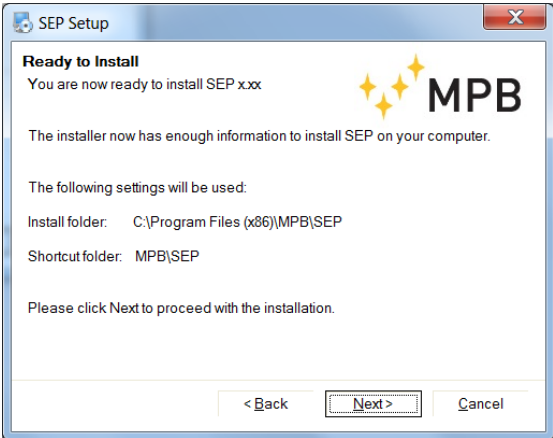 SEP Setup
Ready to Install
You are now ready to install SEP x.xx
MPB
The installer now has enough information to install SEP on your computer.
The following settings will be used:
Install folder: C:\Program Files (x86)\MPB\SEP
Shortcut folder: MPB\SEP
Please click Next to proceed with the installation.
< Back Next > Cancel